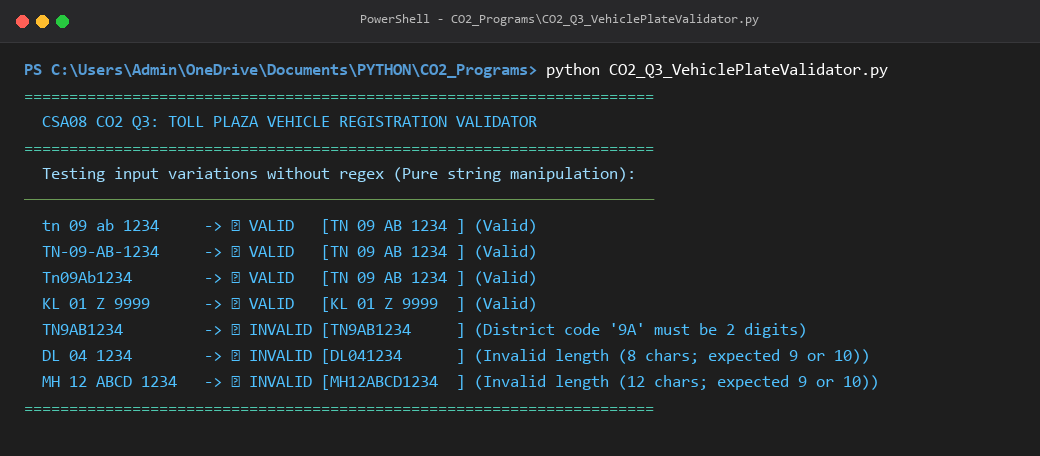 PowerShell - CO2_Programs\CO2_Q3_VehiclePlateValidator.py
PS C:\Users\Admin\OneDrive\Documents\PYTHON\CO2_Programs> python CO2_Q3_VehiclePlateValidator.py
======================================================================
CSA08 CO2 Q3: TOLL PLAZA VEHICLE REGISTRATION VALIDATOR
======================================================================
Testing input variations without regex (Pure string manipulation):
──────────────────────────────────────────────────────────────────────
tn 09 ab 1234     -> ⍰ VALID   [TN 09 AB 1234 ] (Valid)
TN-09-AB-1234     -> ⍰ VALID   [TN 09 AB 1234 ] (Valid)
Tn09Ab1234        -> ⍰ VALID   [TN 09 AB 1234 ] (Valid)
KL 01 Z 9999      -> ⍰ VALID   [KL 01 Z 9999  ] (Valid)
TN9AB1234         -> ⍰ INVALID [TN9AB1234     ] (District code '9A' must be 2 digits)
DL 04 1234        -> ⍰ INVALID [DL041234      ] (Invalid length (8 chars; expected 9 or 10))
MH 12 ABCD 1234   -> ⍰ INVALID [MH12ABCD1234  ] (Invalid length (12 chars; expected 9 or 10))
======================================================================